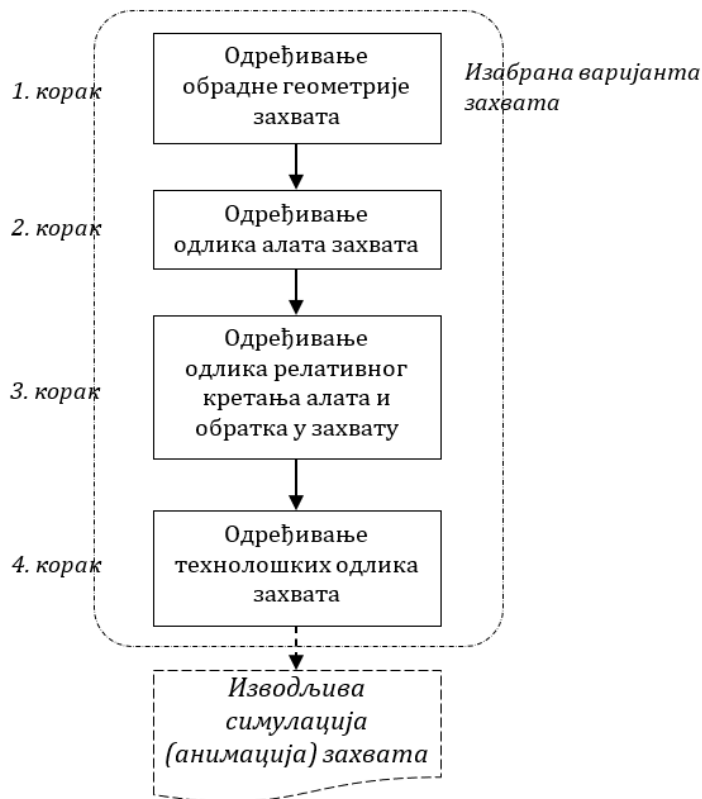 Одређивање
обрадне геометрије
захвата
1. корак
Изабрана варијанта
захвата
Одређивање
одлика алата захвата
2. корак
Одређивање
одлика релативног
кретања алата и
обратка у захвату
3. корак
Одређивање
технолошких одлика
захвата
4. корак
Изводљива
симулација
(анимација) захвата